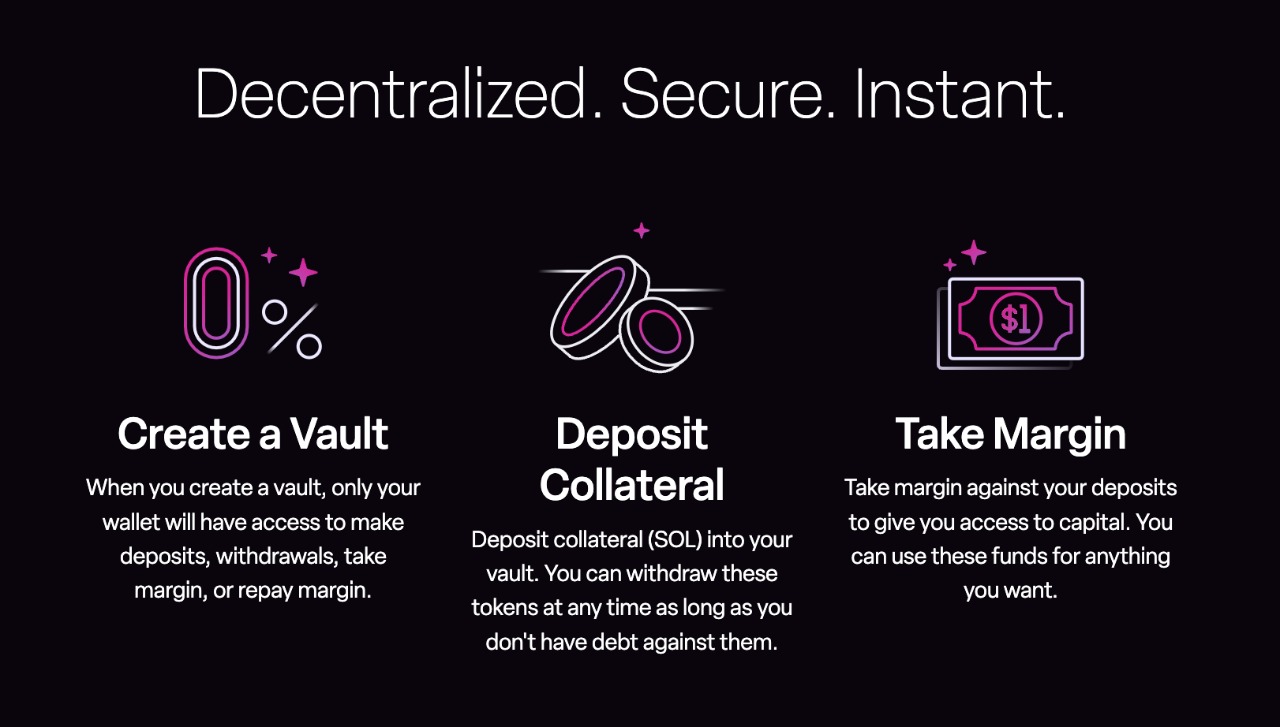 Decentralized. Secure. Instant.
0%
$1
Create a Vault
When you create a vault, only your
wallet will have access to make
deposits, withdrawals, take
margin, or repay margin.
Deposit
Collateral
Deposit collateral (SOL) into your
vault. You can withdraw these
tokens at any time as long as you
don't have debt against them.
Take Margin
Take margin against your deposits
to give you access to capital. You
can use these funds for anything
you want.